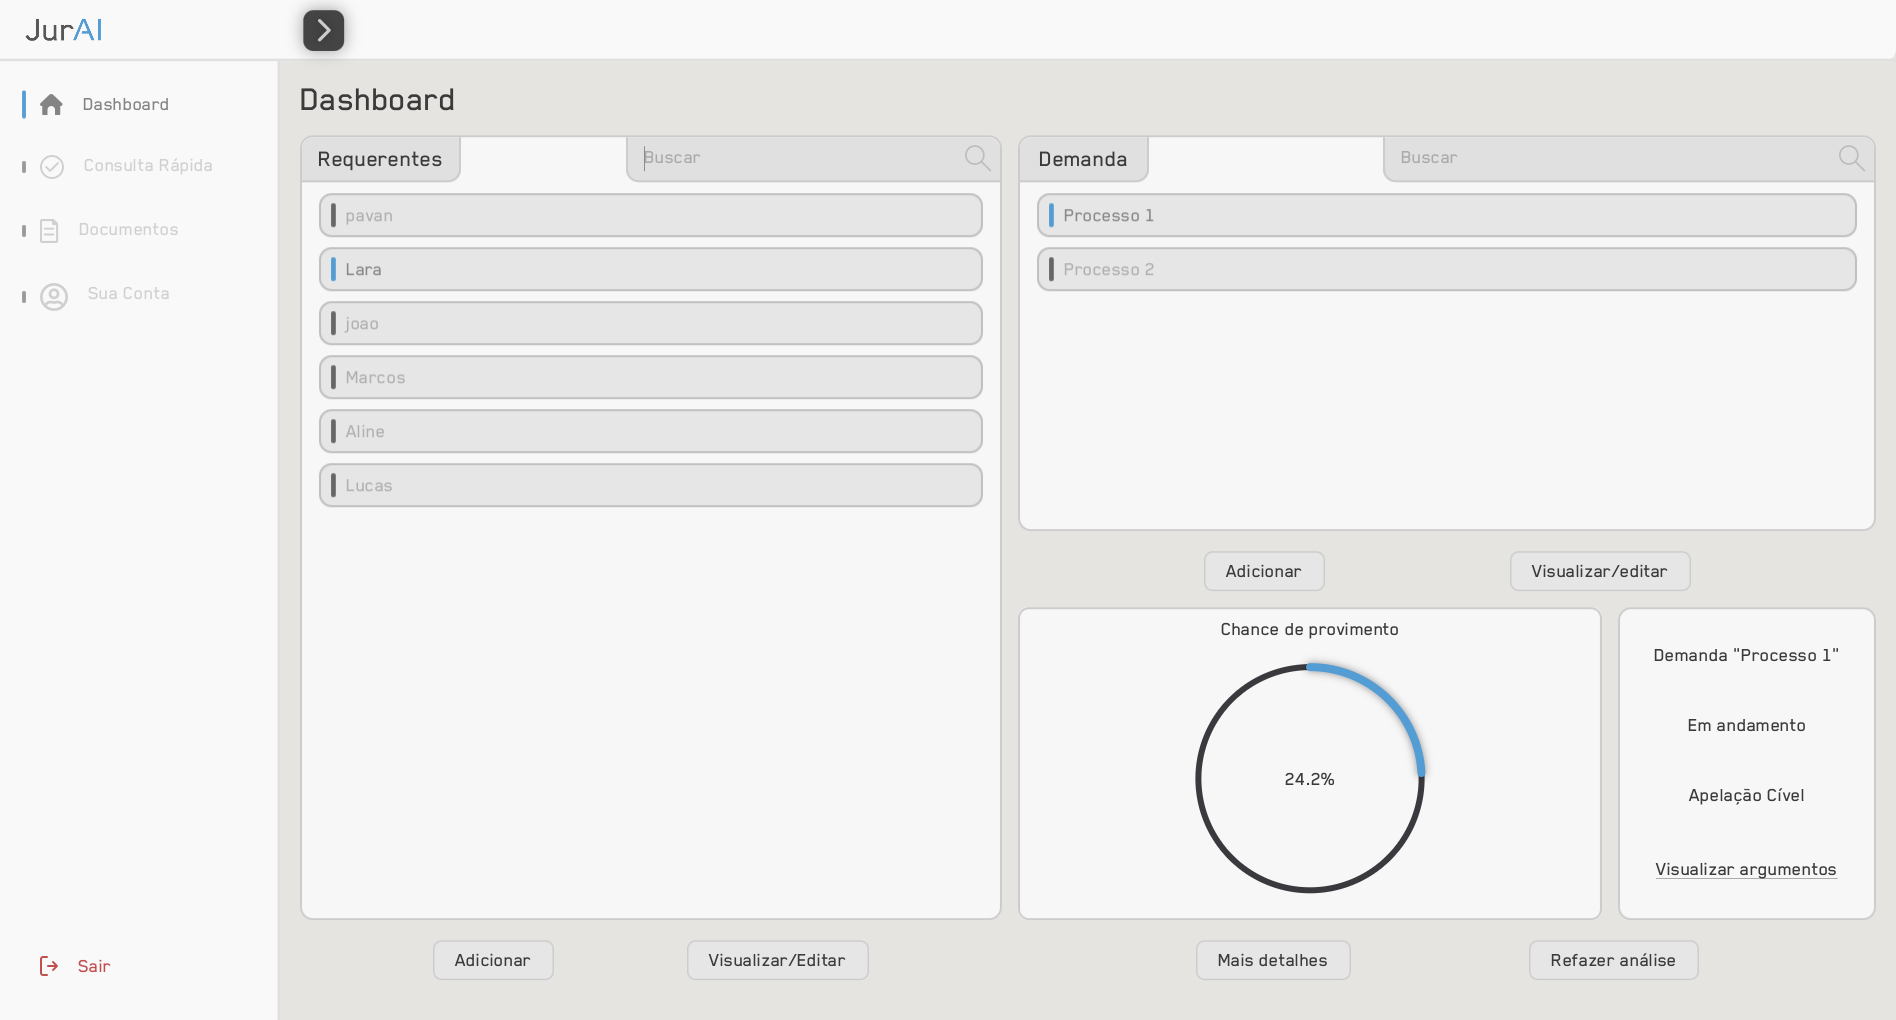 JurAI
Dashboard
Consulta Rápida
Documentos
Sua Conta
Sair
Dashboard
Requerentes
Buscar
pavan
Lara
joao
Marcos
Aline
Lucas
Adicionar
Visualizar/Editar
Demanda
Buscar
Processo 1
Processo 2
Adicionar
Visualizar/editar
Chance de provimento
24.2%
Demanda "Processo 1"
Em andamento
Apelação Cível
Visualizar argumentos
Mais detalhes
Refazer análise